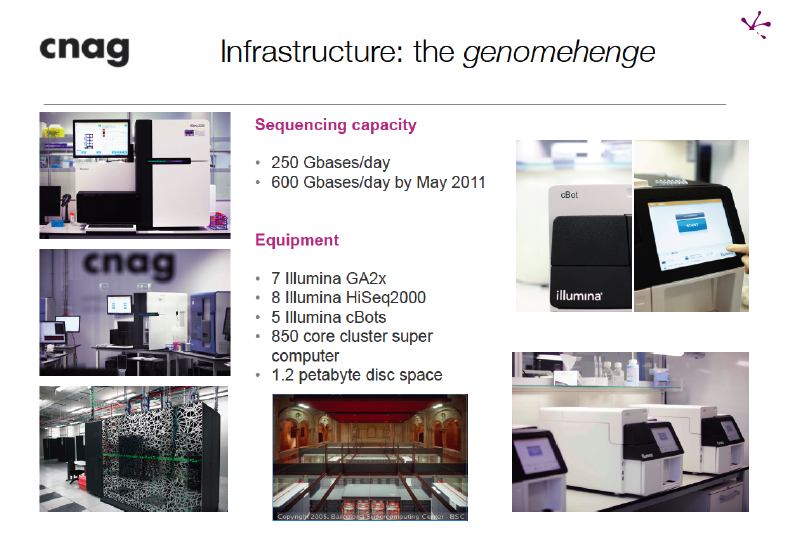 cnag
Infrastructure: the genomehenge
Sequencing capacity
• 250 Gbases/day
• 600 Gbases/day by May 2011
Equipment
• 7 Illumina GA2x
• 8 Illumina HiSeq2000
• 5 Illumina cBots
• 850 core cluster super
computer
• 1.2 petabyte disc space
cnag
cBot
illumina
START
illumina
Copyright 2005, Barcelona Supercomputing Center - BSC